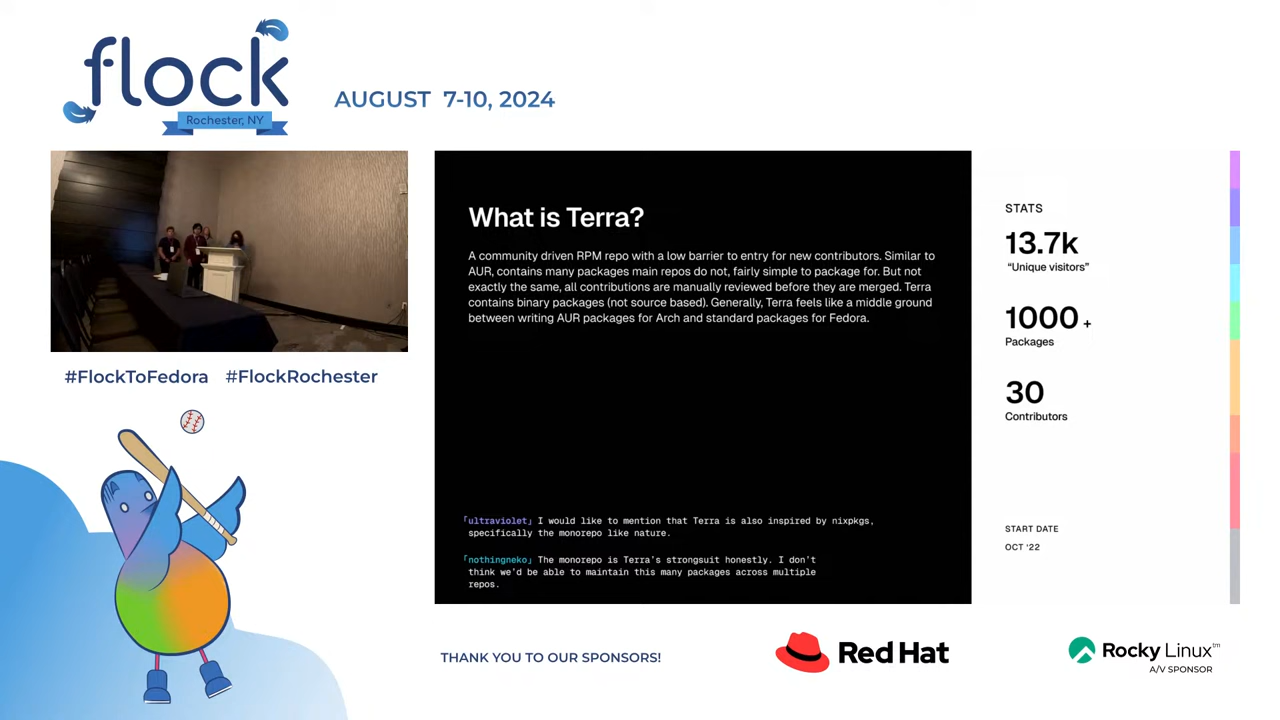 flock
Rochester, NY
AUGUST 7-10, 2024
What is Terra?
A community driven RPM repo with a low barrier to entry for new contributors. Similar to
AUR, contains many packages main repos do not, fairly simple to package for. But not
exactly the same, all contributions are manually reviewed before they are merged. Terra
contains binary packages (not source based). Generally, Terra feels like a middle ground
between writing AUR packages for Arch and standard packages for Fedora.
「ultraviolet」 I would like to mention that Terra is also inspired by nixpkgs,
specifically the monorepo like nature.
「nothingneko」 The monorepo is Terra's strongsuit honestly. I don't
think we'd be able to maintain this many packages across multiple
repos.
STATS
13.7k
“Unique visitors”
1000 +
Packages
30
Contributors
START DATE
OCT ‘22
#FlockToFedora #FlockRochester
THANK YOU TO OUR SPONSORS!
Red Hat
Rocky Linux™
A/V SPONSOR